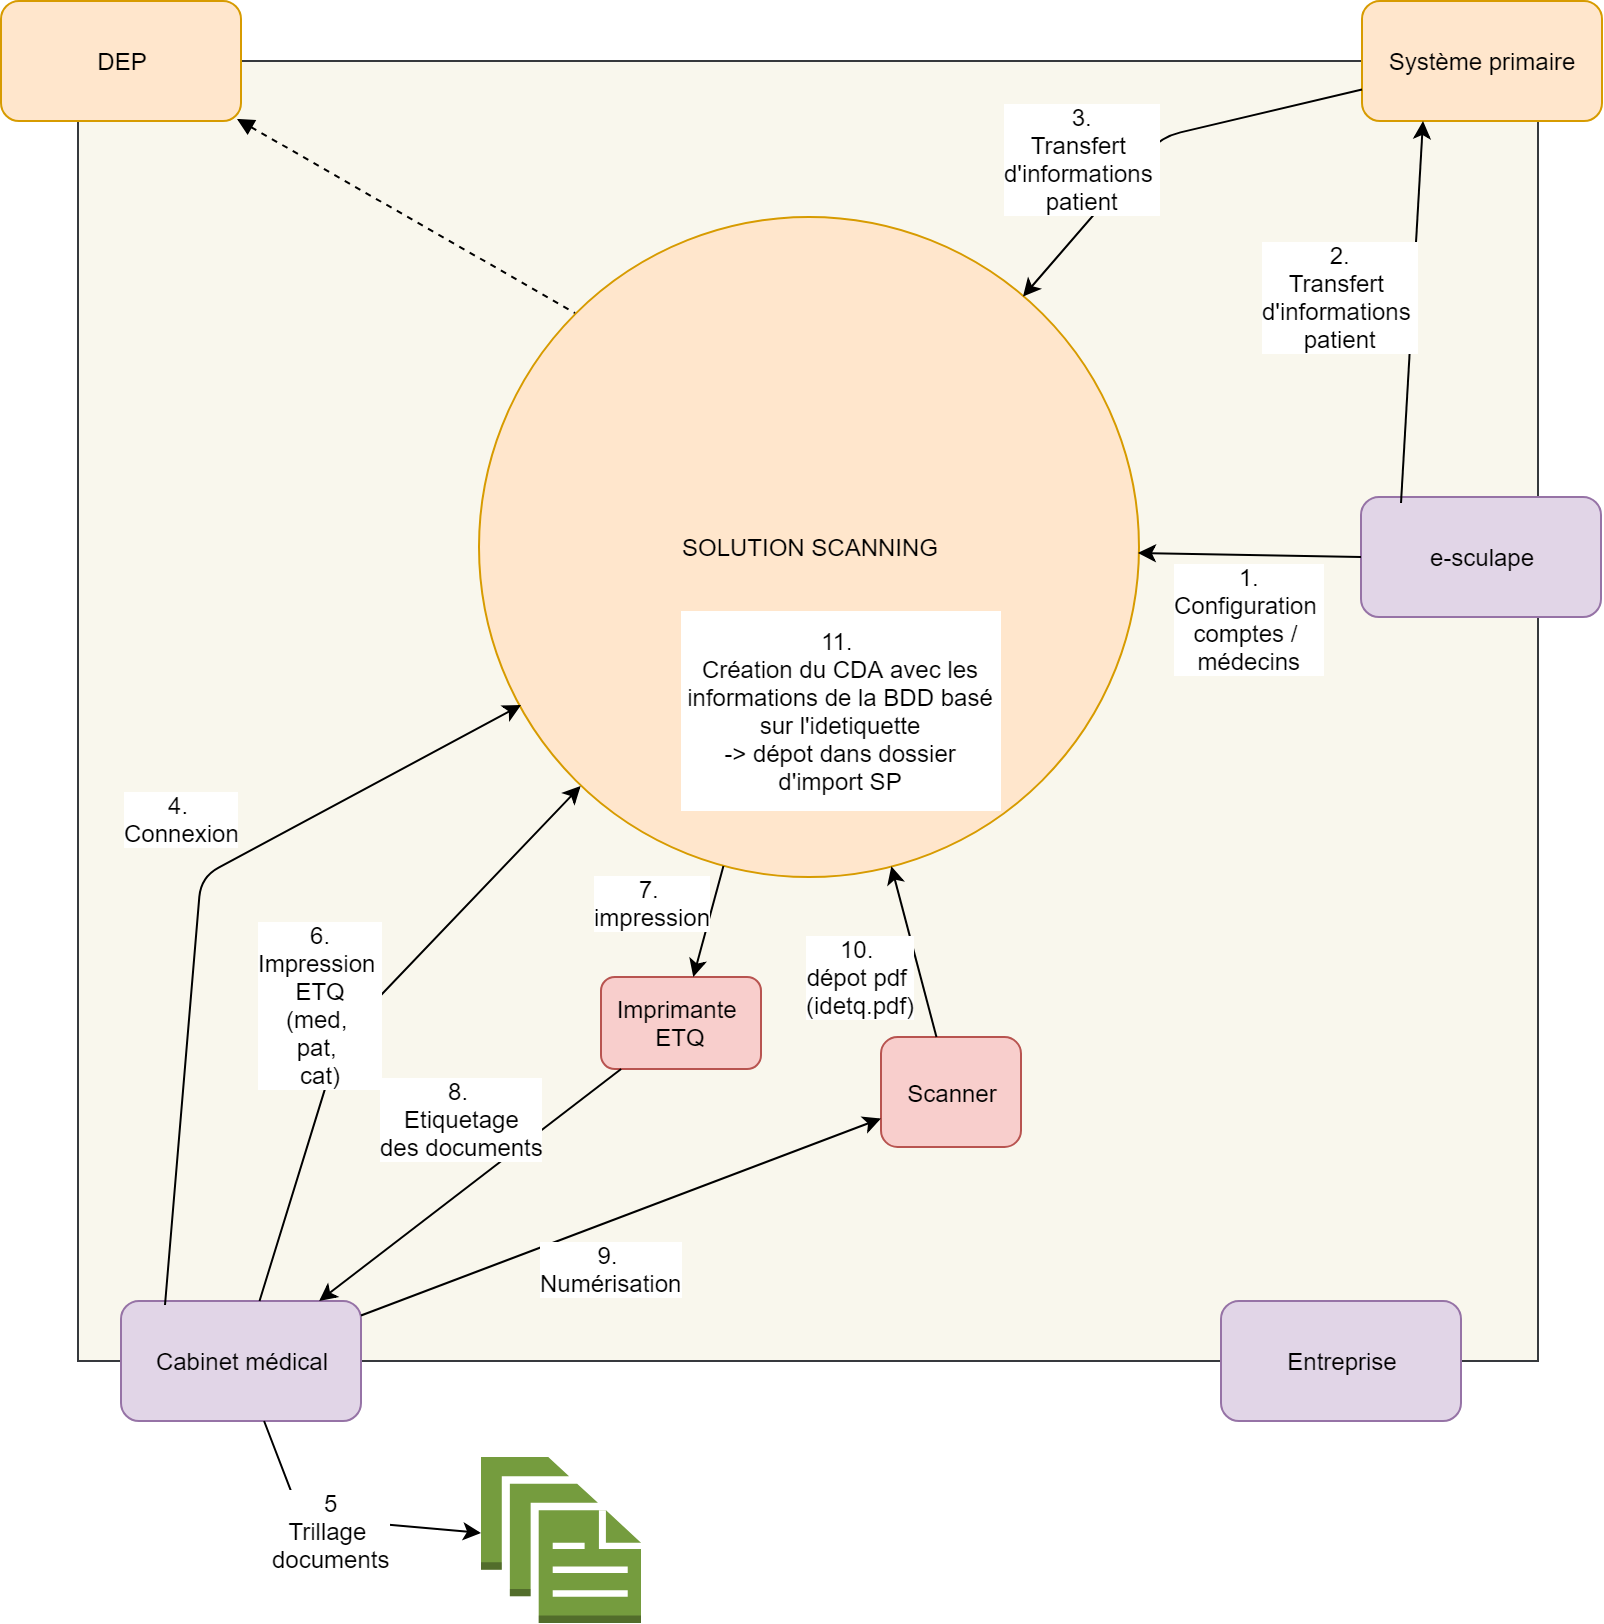 DEP
Système primaire
3.
Transfert
d'informations
patient
2.
Transfert
d'informations
patient
SOLUTION SCANNING
e-sculape
1.
Configuration
comptes /
médecins
11.
Création du CDA avec les
informations de la BDD basé
sur l'idetiquette
-> dépot dans dossier
d'import SP
4.
Connexion
6.
Impression
ETQ
(med,
pat,
cat)
7.
impression
10.
dépot pdf
(idetq.pdf)
Imprimante
ETQ
Scanner
8.
Etiquetage
des documents
9.
Numérisation
Cabinet médical
Entreprise
5
Trillage
documents